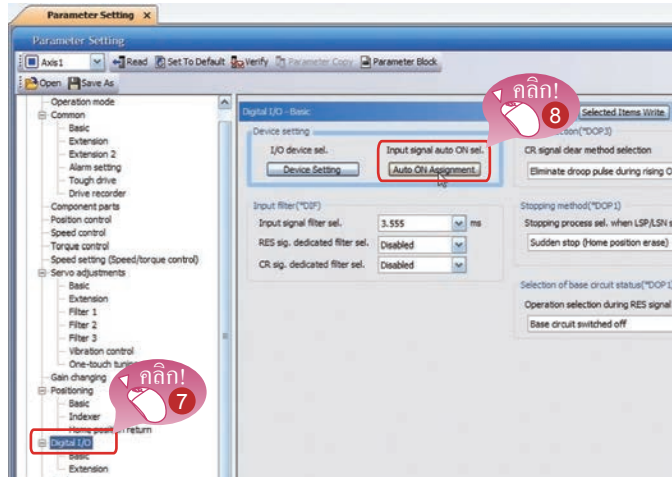 Parameter Setting
Parameter Setting
Axis1 Read Set To Default Verify Parameter Copy Parameter Block
Open Save As
Operation mode
Common
Basic
Extension
Extension 2
Alarm setting
Tough drive
Drive recorder
Component parts
Position control
Speed control
Torque control
Speed setting (Speed/torque control)
Servo adjustments
Basic
Extension
Filter 1
Filter 2
Filter 3
Vibration control
One-touch tuning
Gain changing
Positioning
Basic
Indexer
Home position return
Digital I/O
Basic
Extension
คลิก!
7
Digital I/O - Basic
คลิก!
8
Selected Items Write
Device setting
I/O device sel. Input signal auto ON sel.
Device Setting Auto ON Assignment
Input filter(*DIF)
Input signal filter sel. 3.555 ms
RES sig. dedicated filter sel. Disabled
CR sig. dedicated filter sel. Disabled
(*DOP3)
CR signal clear method selection
Eliminate droop pulse during rising O
Stopping method(*DOP1)
Stopping process sel. when LSP/LSN s
Sudden stop (Home position erase)
Selection of base circuit status(*DOP1)
Operation selection during RES signal
Base circuit switched off